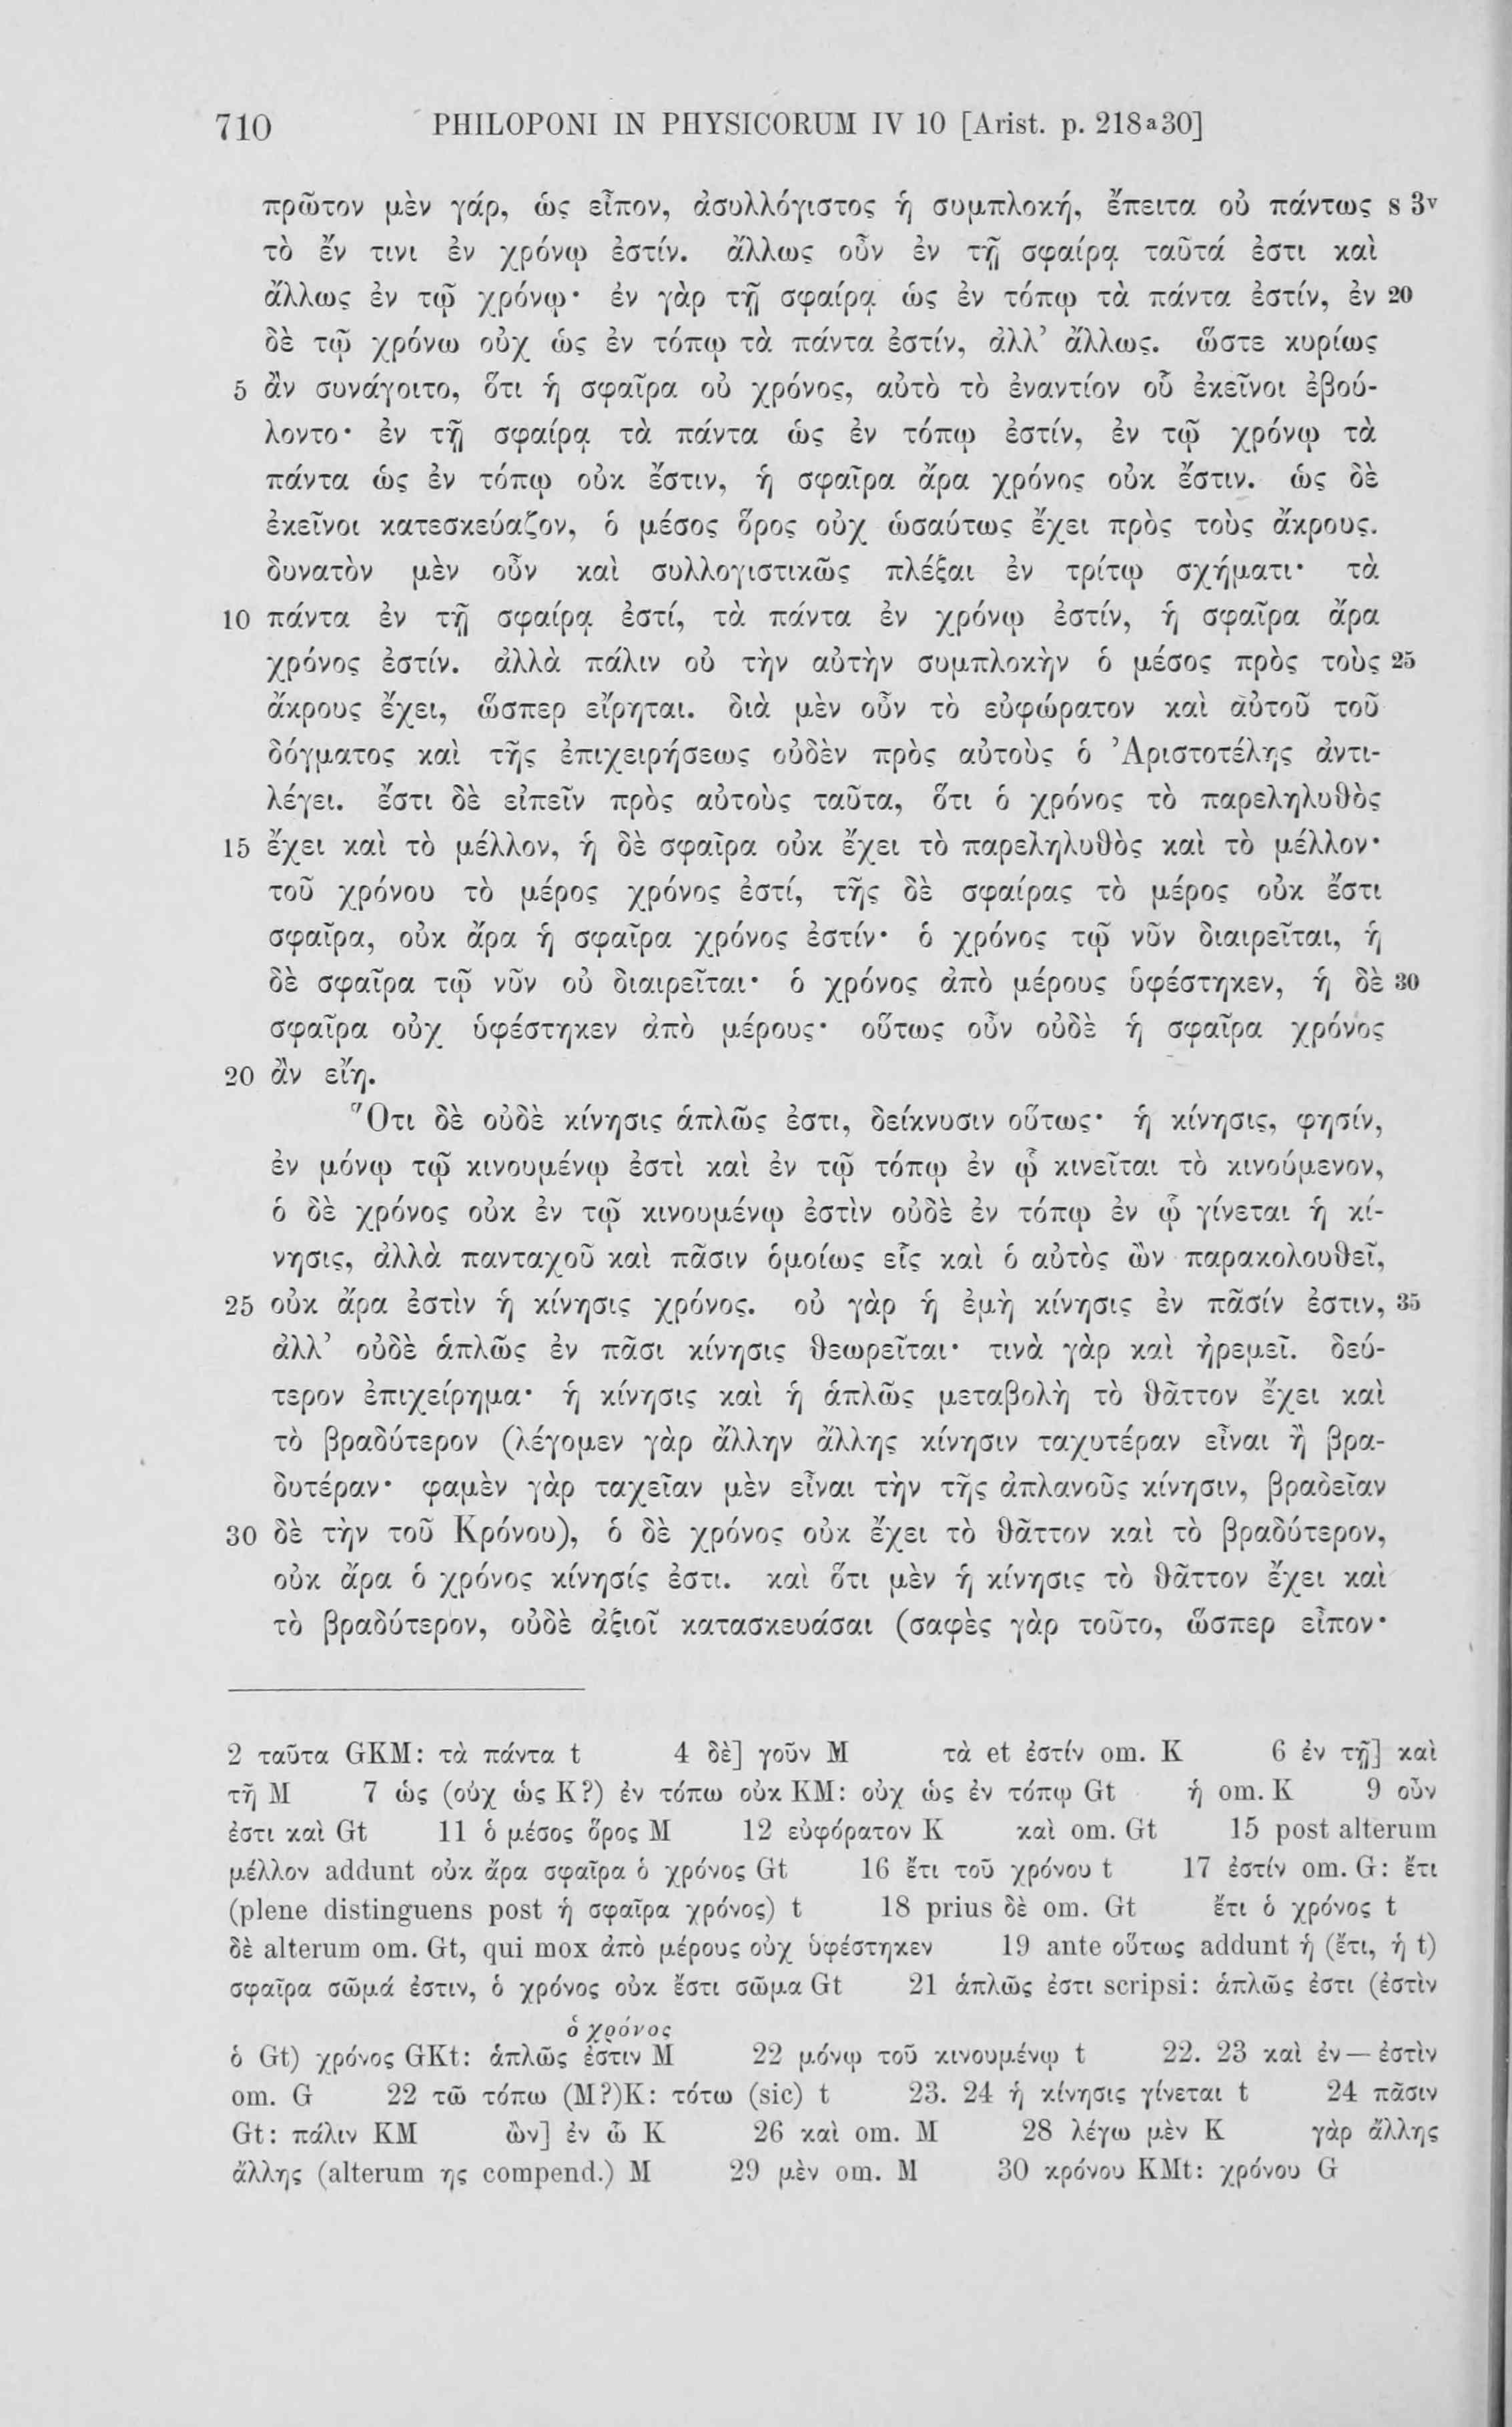 710 PHILOPONI IN PHYSICORUM IV 10 [Arist. p. 218a30]
πρῶτον μὲν γάρ, ὡς εἶπον, ἀσυλλόγιστος ἡ συμπλοκή, ἔπειτα οὐ πάντως s 3v
τὸ ἔν τινι ἐν χρόνῳ ἐστίν. ἄλλως οὖν ἐν τῇ σφαίρᾳ ταῦτά ἐστι καὶ
ἄλλως ἐν τῷ χρόνῳ· ἐν γὰρ τῇ σφαίρᾳ ὡς ἐν τόπῳ τὰ πάντα ἐστίν, ἐν 20
δὲ τῷ χρόνω οὐχ ὡς ἐν τόπῳ τὰ πάντα ἐστίν, ἀλλ’ ἄλλως. ὥστε κυρίως
5 ἂν συνάγοιτο, ὅτι ἡ σφαῖρα οὐ χρόνος, αὐτὸ τὸ ἐναντίον οὗ ἐκεῖνοι ἐβού-
λοντο· ἐν τῇ σφαίρᾳ τὰ πάντα ὡς ἐν τόπῳ ἐστίν, ἐν τῷ χρόνῳ τὰ
πάντα ὡς ἐν τόπῳ οὐκ ἔστιν, ἡ σφαῖρα ἄρα χρόνος οὐκ ἔστιν. ὡς δὲ
ἐκεῖνοι κατεσκεύαζον, ὁ μέσος ὅρος οὐχ ὡσαύτως ἔχει πρὸς τοὺς ἄκρους.
δυνατὸν μὲν οὖν καὶ συλλογιστικῶς πλέξαι ἐν τρίτῳ σχήματι· τὰ
10 πάντα ἐν τῇ σφαίρᾳ ἐστί, τὰ πάντα ἐν χρόνῳ ἐστίν, ἡ σφαῖρα ἄρα
χρόνος ἐστίν. ἀλλὰ πάλιν οὐ τὴν αὐτὴν συμπλοκὴν ὁ μέσος πρὸς τοὺς 25
ἄκρους ἔχει, ὥσπερ εἴρηται. διὰ μὲν οὖν τὸ εὐφώρατον καὶ αὐτοῦ τοῦ
δόγματος καὶ τῆς ἐπιχειρήσεως οὐδὲν πρὸς αὐτοὺς ὁ Ἀριστοτέλης ἀντι-
λέγει. ἔστι δὲ εἰπεῖν πρὸς αὐτοὺς ταῦτα, ὅτι ὁ χρόνος τὸ παρεληλυθὸς
15 ἔχει καὶ τὸ μέλλον, ἡ δὲ σφαῖρα οὐκ ἔχει τὸ παρεληλυθὸς καὶ τὸ μέλλον·
τοῦ χρόνου τὸ μέρος χρόνος ἐστί, τῆς δὲ σφαίρας τὸ μέρος οὐκ ἔστι
σφαῖρα, οὐκ ἄρα ἡ σφαῖρα χρόνος ἐστίν· ὁ χρόνος τῷ νῦν διαιρεῖται, ἡ
δὲ σφαῖρα τῷ νῦν οὐ διαιρεῖται· ὁ χρόνος ἀπὸ μέρους ὑφέστηκεν, ἡ δὲ 30
σφαῖρα οὐχ ὑφέστηκεν ἀπὸ μέρους· οὕτως οὖν οὐδὲ ἡ σφαῖρα χρόνος
20 ἂν εἴη.
Ὅτι δὲ οὐδὲ κίνησις ἁπλῶς ἐστι, δείκνυσιν οὕτως· ἡ κίνησις, φησίν,
ἐν μόνῳ τῷ κινουμένῳ ἐστὶ καὶ ἐν τῷ τόπῳ ἐν ᾧ κινεῖται τὸ κινούμενον,
ὁ δὲ χρόνος οὐκ ἐν τῷ κινουμένῳ ἐστὶν οὐδὲ ἐν τόπῳ ἐν ᾧ γίνεται ἡ κί-
νησις, ἀλλὰ πανταχοῦ καὶ πᾶσιν ὁμοίως εἷς καὶ ὁ αὐτὸς ὢν παρακολουθεῖ,
25 οὐκ ἄρα ἐστὶν ἡ κίνησις χρόνος. οὐ γὰρ ἡ ἐμὴ κίνησις ἐν πᾶσίν ἐστιν, 35
ἀλλ’ οὐδὲ ἁπλῶς ἐν πᾶσι κίνησις θεωρεῖται· τινὰ γὰρ καὶ ἠρεμεῖ. δεύ-
τερον ἐπιχείρημα· ἡ κίνησις καὶ ἡ ἁπλῶς μεταβολὴ τὸ θᾶττον ἔχει καὶ
τὸ βραδύτερον (λέγομεν γὰρ ἄλλην ἄλλης κίνησιν ταχυτέραν εἶναι ἢ βρα-
δυτέραν· φαμὲν γὰρ ταχεῖαν μὲν εἶναι τὴν τῆς ἀπλανοῦς κίνησιν, βραδεῖαν
30 δὲ τὴν τοῦ Κρόνου), ὁ δὲ χρόνος οὐκ ἔχει τὸ θᾶττον καὶ τὸ βραδύτερον,
οὐκ ἄρα ὁ χρόνος κίνησίς ἐστι. καὶ ὅτι μὲν ἡ κίνησις τὸ θᾶττον ἔχει καὶ
τὸ βραδύτερον, οὐδὲ ἀξιοῖ κατασκευάσαι (σαφὲς γὰρ τοῦτο, ὥσπερ εἶπον·
2 ταῦτα GKM: τὰ πάντα t 4 δὲ] γοῦν M τὰ et ἐστίν om. K 6 ἐν τῇ] καὶ
τῇ M 7 ὡς (οὐχ ὡς K?) ἐν τόπω οὐκ KM: οὐχ ὡς ἐν τόπῳ Gt ἡ om. K 9 οὖν
ἐστι καὶ Gt 11 ὁ μέσος ὅρος M 12 εὐφόρατον K καὶ om. Gt 15 post alterum
μέλλον addunt οὐκ ἄρα σφαῖρα ὁ χρόνος Gt 16 ἔτι τοῦ χρόνου t 17 ἐστίν om. G: ἔτι
(plene distinguens post ἡ σφαῖρα χρόνος) t 18 prius δὲ om. Gt ἔτι ὁ χρόνος t
δὲ alterum om. Gt, qui mox ἀπὸ μέρους οὐχ ὑφέστηκεν 19 ante οὕτως addunt ἡ (ἔτι, ἡ t)
σφαῖρα σῶμά ἐστιν, ὁ χρόνος οὐκ ἔστι σῶμα Gt 21 ἁπλῶς ἐστι scripsi: ἁπλῶς ἐστι (ἐστὶν
ὁ χρόνος
ὁ Gt) χρόνος GKt: ἁπλῶς ἐστιν M 22 μόνῳ τοῦ κινουμένῳ t 22. 23 καὶ ἐν — ἐστὶν
om. G 22 τῶ τόπω (M?)K: τότω (sic) t 23. 24 ἡ κίνησις γίνεται t 24 πᾶσιν
Gt: πάλιν KM ὢν] ἐν ὧ K 26 καὶ om. M 28 λέγω μὲν K γὰρ ἄλλης
ἄλλης (alterum ης compend.) M 29 μὲν om. M 30 κρόνου KMt: χρόνου G